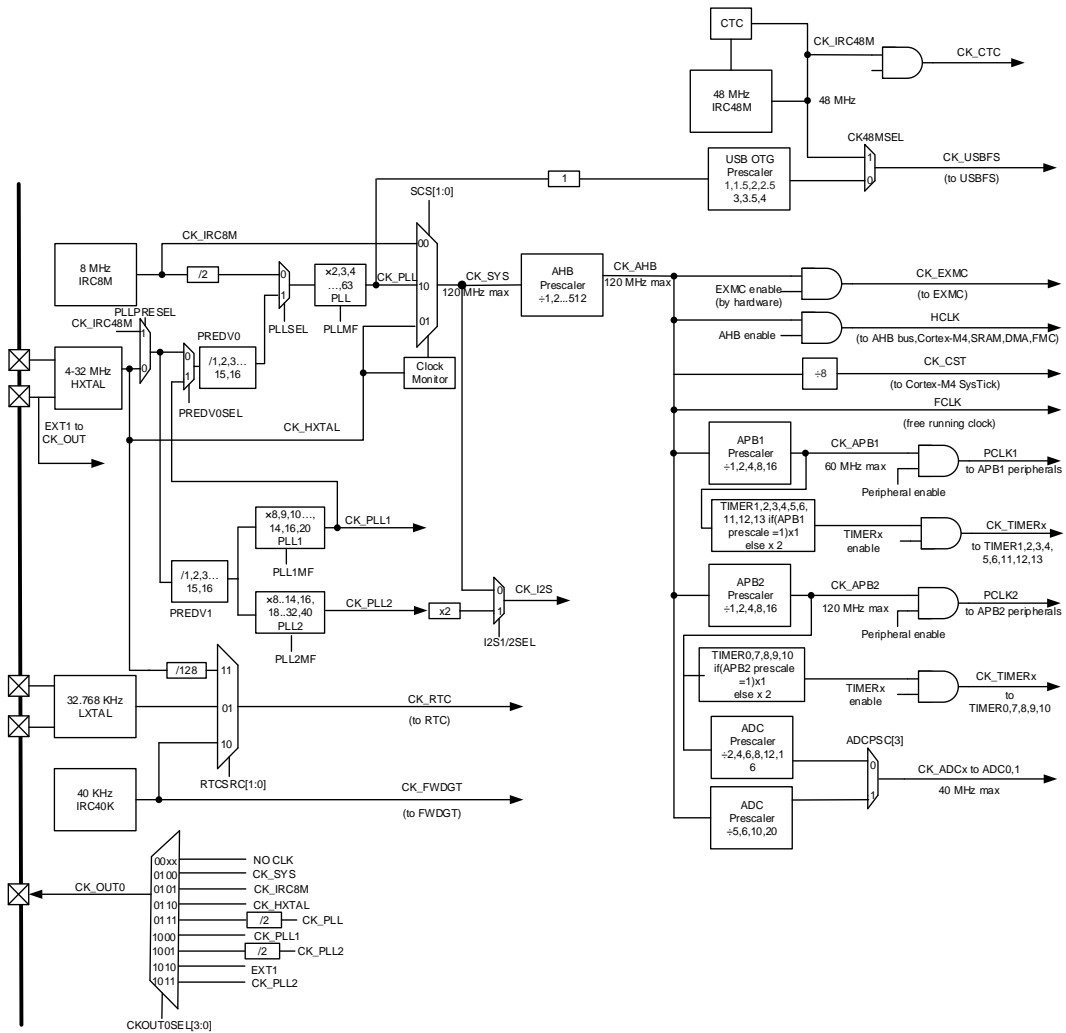 CTC
CK_IRC48M
CK_CTC
48 MHz
IRC48M
48 MHz
CK48MSEL
1
0
CK_USBFS
(to USBFS)
USB OTG
Prescaler
1,1.5,2,2.5
3,3.5,4
1
SCS[1:0]
CK_IRC8M
00
10
01
8 MHz
IRC8M
/2
0
1
PLLSEL
×2,3,4
…,63
PLL
PLLMF
CK_PLL
CK_SYS
120 MHz max
AHB
Prescaler
÷1,2...512
CK_AHB
120 MHz max
EXMC enable
(by hardware)
CK_EXMC
(to EXMC)
AHB enable
HCLK
(to AHB bus,Cortex-M4,SRAM,DMA,FMC)
÷8
CK_CST
(to Cortex-M4 SysTick)
FCLK
(free running clock)
PLLPRESEL
CK_IRC48M
1
0
4-32 MHz
HXTAL
PREDV0
0
1
/1,2,3…
15,16
PREDV0SEL
Clock
Monitor
EXT1 to
CK_OUT
CK_HXTAL
APB1
Prescaler
÷1,2,4,8,16
CK_APB1
60 MHz max
Peripheral enable
PCLK1
to APB1 peripherals
TIMER1,2,3,4,5,6,
11,12,13 if(APB1
prescale =1)x1
else x 2
TIMERx
enable
CK_TIMERx
to TIMER1,2,3,4,
5,6,11,12,13
×8,9,10…,
14,16,20
PLL1
PLL1MF
CK_PLL1
/1,2,3…
15,16
PREDV1
×8..14,16,
18..32,40
PLL2
PLL2MF
CK_PLL2
x2
0
1
CK_I2S
I2S1/2SEL
APB2
Prescaler
÷1,2,4,8,16
CK_APB2
120 MHz max
Peripheral enable
PCLK2
to APB2 peripherals
TIMER0,7,8,9,10
if(APB2 prescale
=1)x1
else x 2
TIMERx
enable
CK_TIMERx
to
TIMER0,7,8,9,10
/128
11
01
10
32.768 KHz
LXTAL
CK_RTC
(to RTC)
RTCSRC[1:0]
40 KHz
IRC40K
CK_FWDGT
(to FWDGT)
ADC
Prescaler
÷2,4,6,8,12,1
6
ADCPSC[3]
0
1
CK_ADCx to ADC0,1
40 MHz max
ADC
Prescaler
÷5,6,10,20
CK_OUT0
00xx NO CLK
0100 CK_SYS
0101 CK_IRC8M
0110 CK_HXTAL
0111 /2 CK_PLL
1000 CK_PLL1
1001 /2 CK_PLL2
1010 EXT1
1011 CK_PLL2
CKOUT0SEL[3:0]